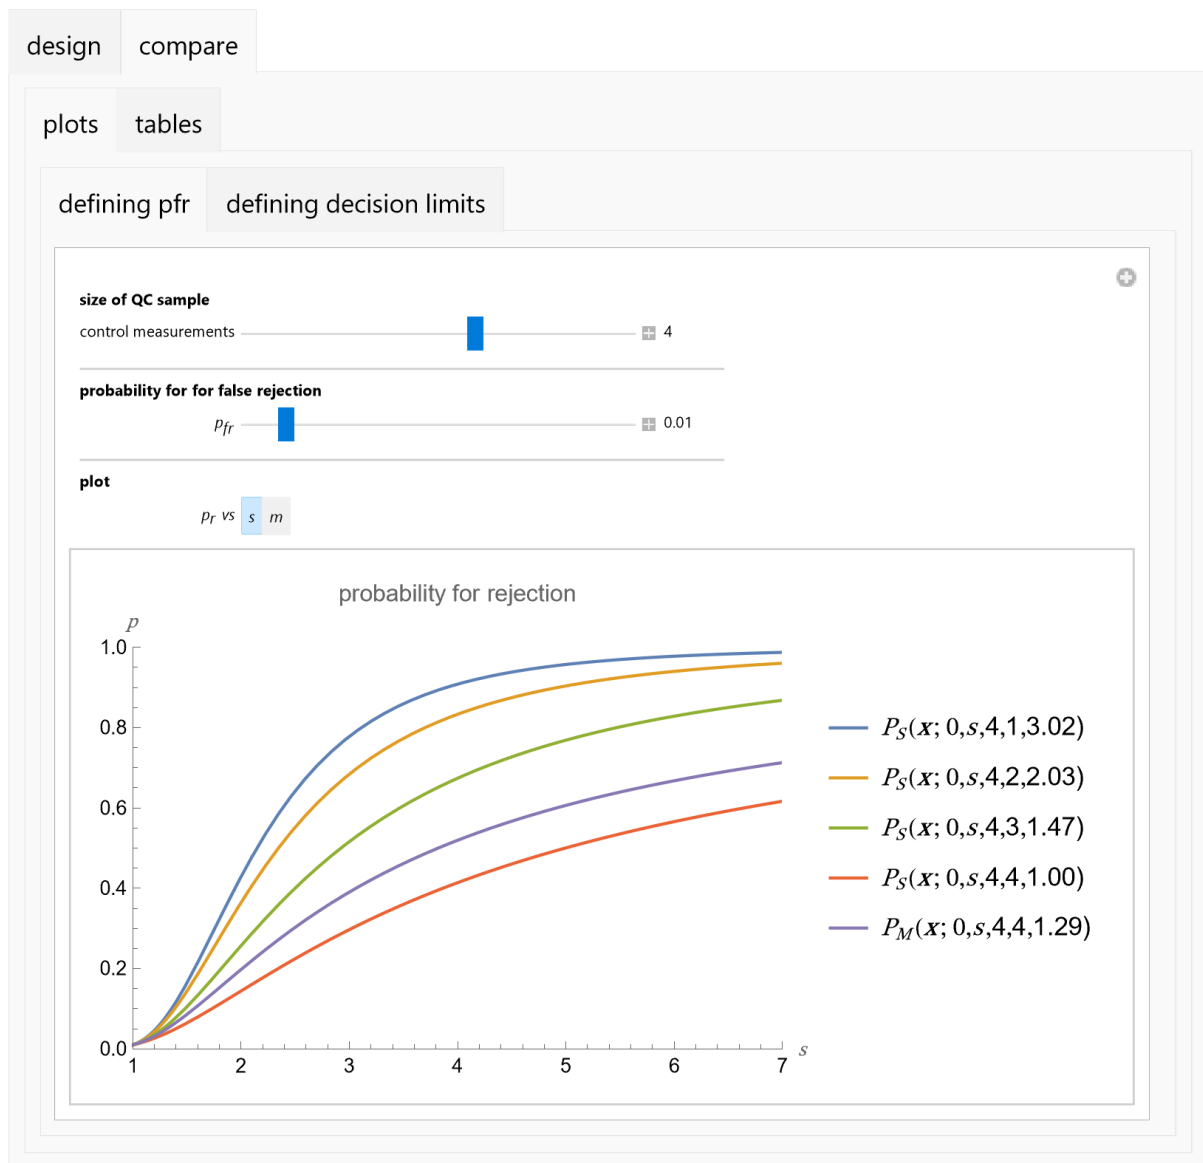 design compare
plots tables
defining pfr defining decision limits
size of QC sample
control measurements 4
probability for for false rejection
pfr 0.01
plot
pr vs s m
probability for rejection
p
1.0
0.8
0.6
0.4
0.2
0.0
1 2 3 4 5 6 7 s
PS(x; 0,s,4,1,3.02)
PS(x; 0,s,4,2,2.03)
PS(x; 0,s,4,3,1.47)
PS(x; 0,s,4,4,1.00)
PM(x; 0,s,4,4,1.29)